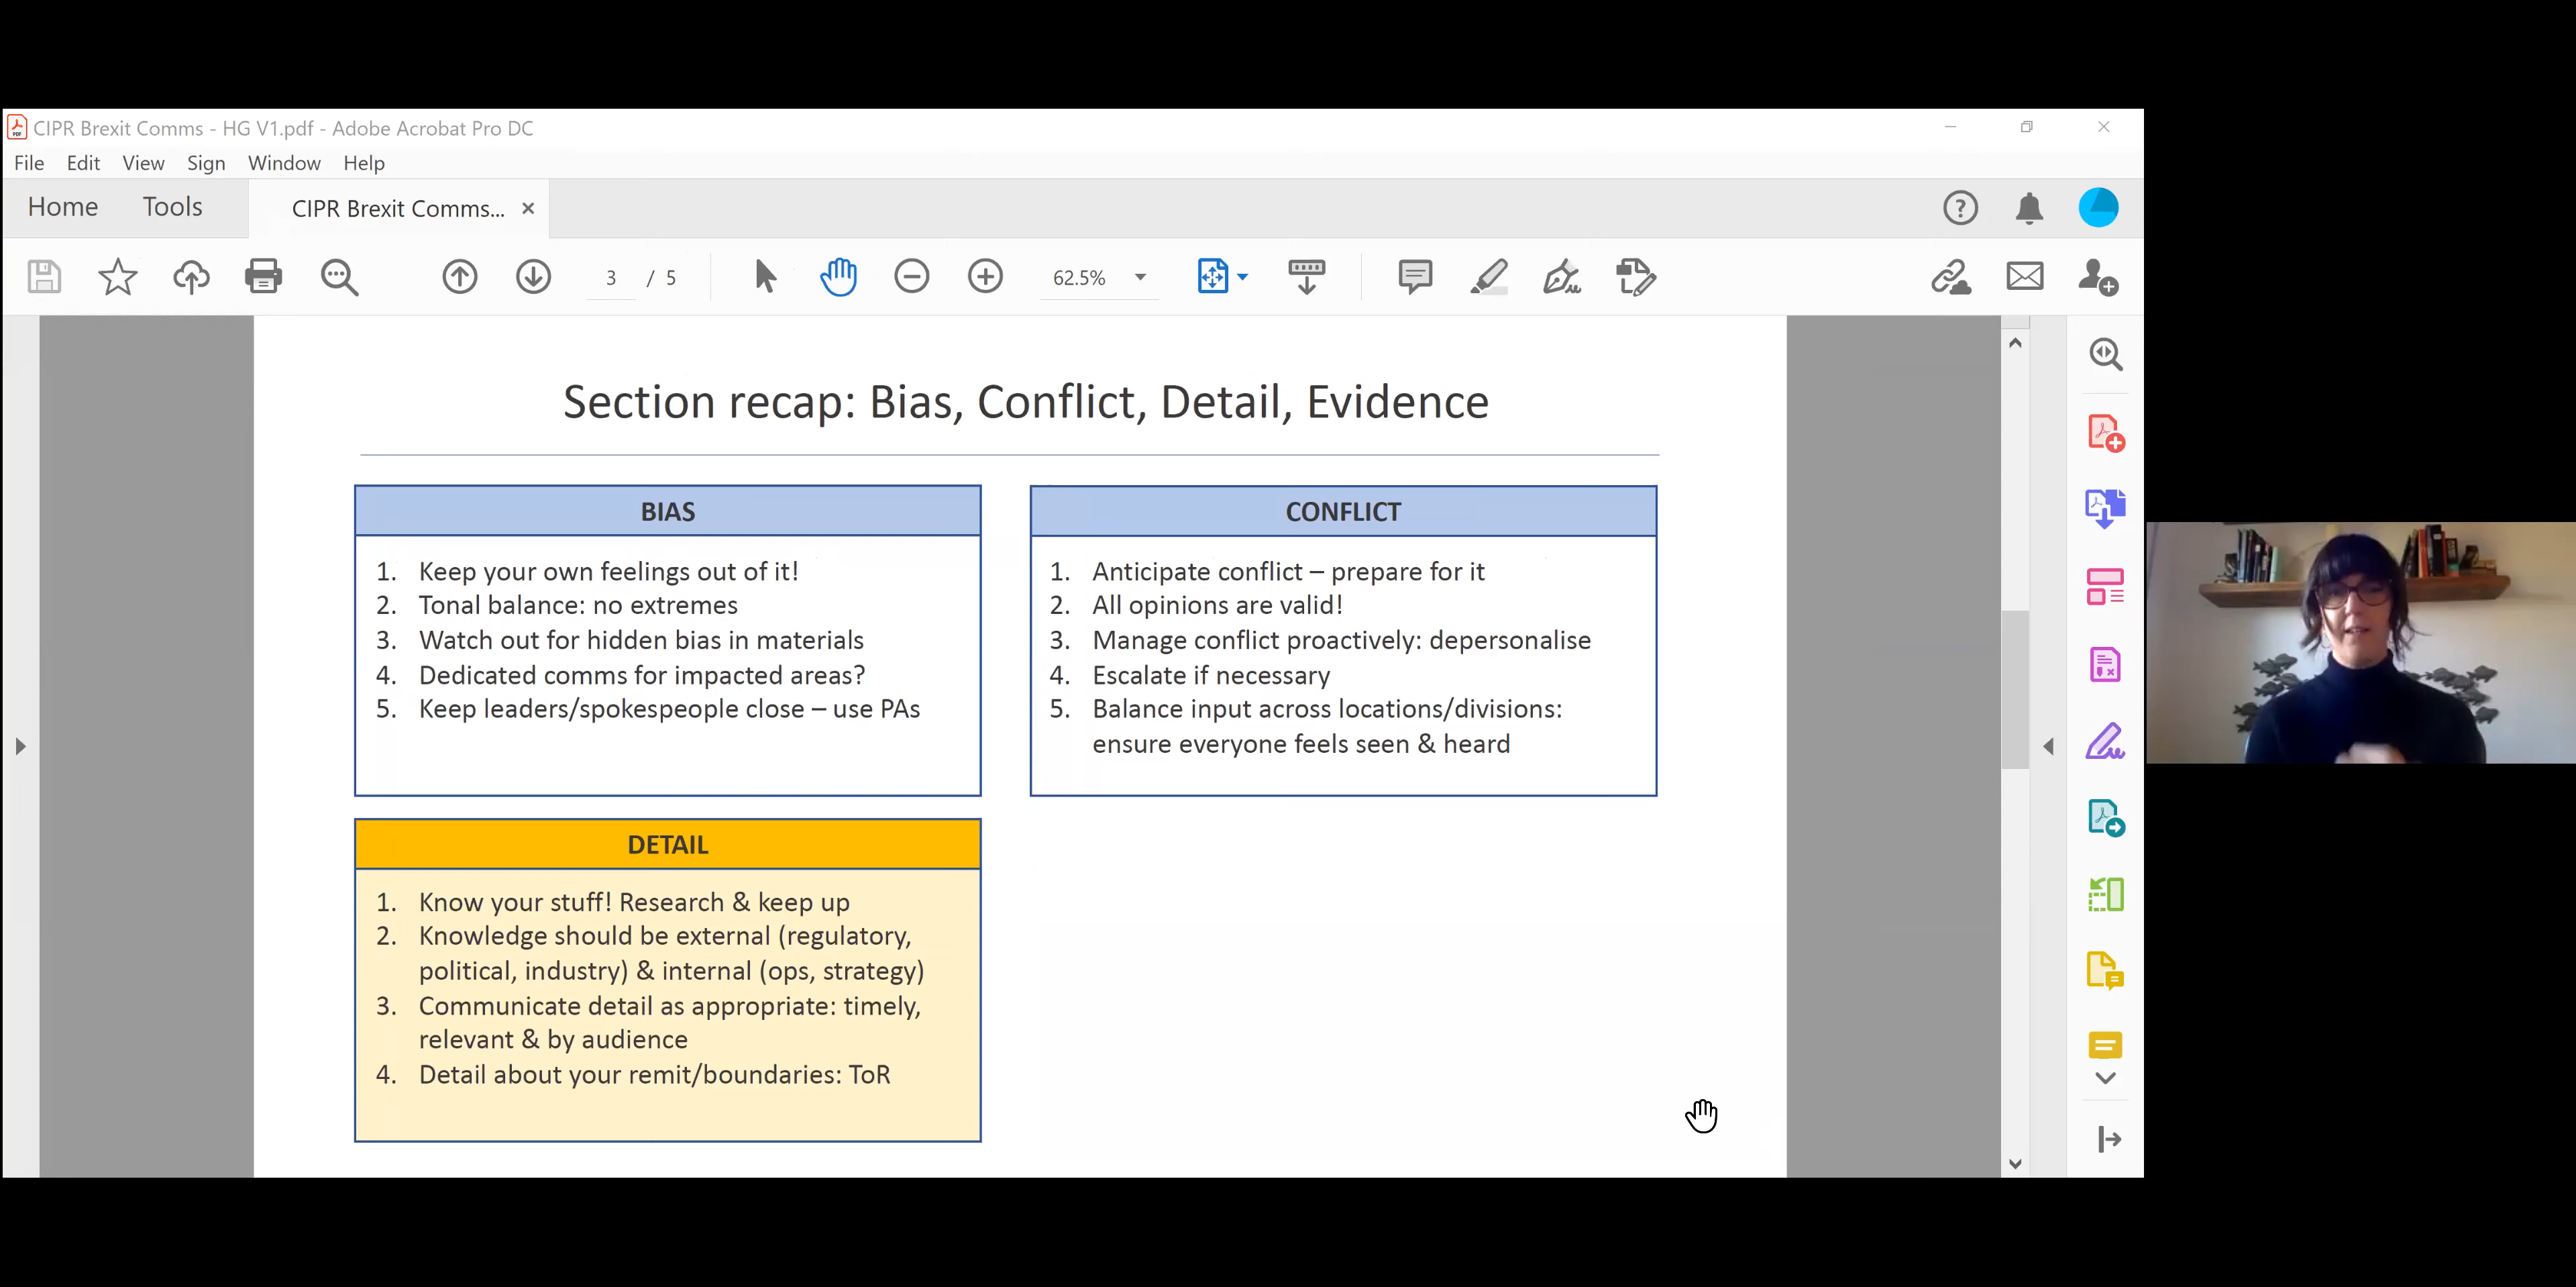 CIPR Brexit Comms - HG V1.pdf - Adobe Acrobat Pro DC
File Edit View Sign Window Help
Home Tools CIPR Brexit Comms...
3 / 5 62.5%
Section recap: Bias, Conflict, Detail, Evidence
BIAS
1. Keep your own feelings out of it!
2. Tonal balance: no extremes
3. Watch out for hidden bias in materials
4. Dedicated comms for impacted areas?
5. Keep leaders/spokespeople close – use PAs
CONFLICT
1. Anticipate conflict – prepare for it
2. All opinions are valid!
3. Manage conflict proactively: depersonalise
4. Escalate if necessary
5. Balance input across locations/divisions:
ensure everyone feels seen & heard
DETAIL
1. Know your stuff! Research & keep up
2. Knowledge should be external (regulatory,
political, industry) & internal (ops, strategy)
3. Communicate detail as appropriate: timely,
relevant & by audience
4. Detail about your remit/boundaries: ToR